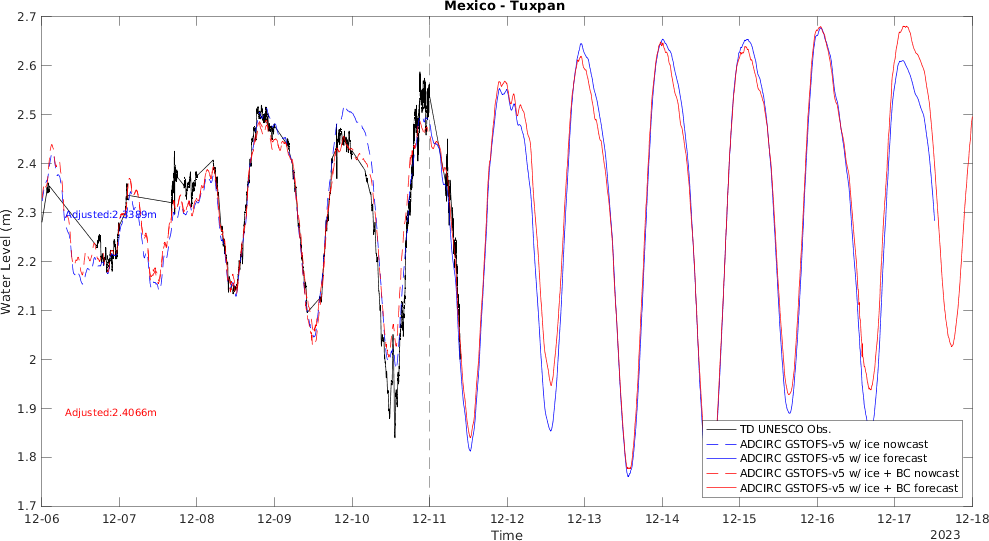 Mexico - Tuxpan
2.7
2.6
2.5
2.4
2.3
2.2
2.1
2
1.9
1.8
1.7
Water Level (m)
Adjusted:2.3389m
Adjusted:2.4066m
TD UNESCO Obs.
ADCIRC GSTOFS-v5 w/ ice nowcast
ADCIRC GSTOFS-v5 w/ ice forecast
ADCIRC GSTOFS-v5 w/ ice + BC nowcast
ADCIRC GSTOFS-v5 w/ ice + BC forecast
12-06 12-07 12-08 12-09 12-10 12-11 12-12 12-13 12-14 12-15 12-16 12-17 12-18
Time
2023